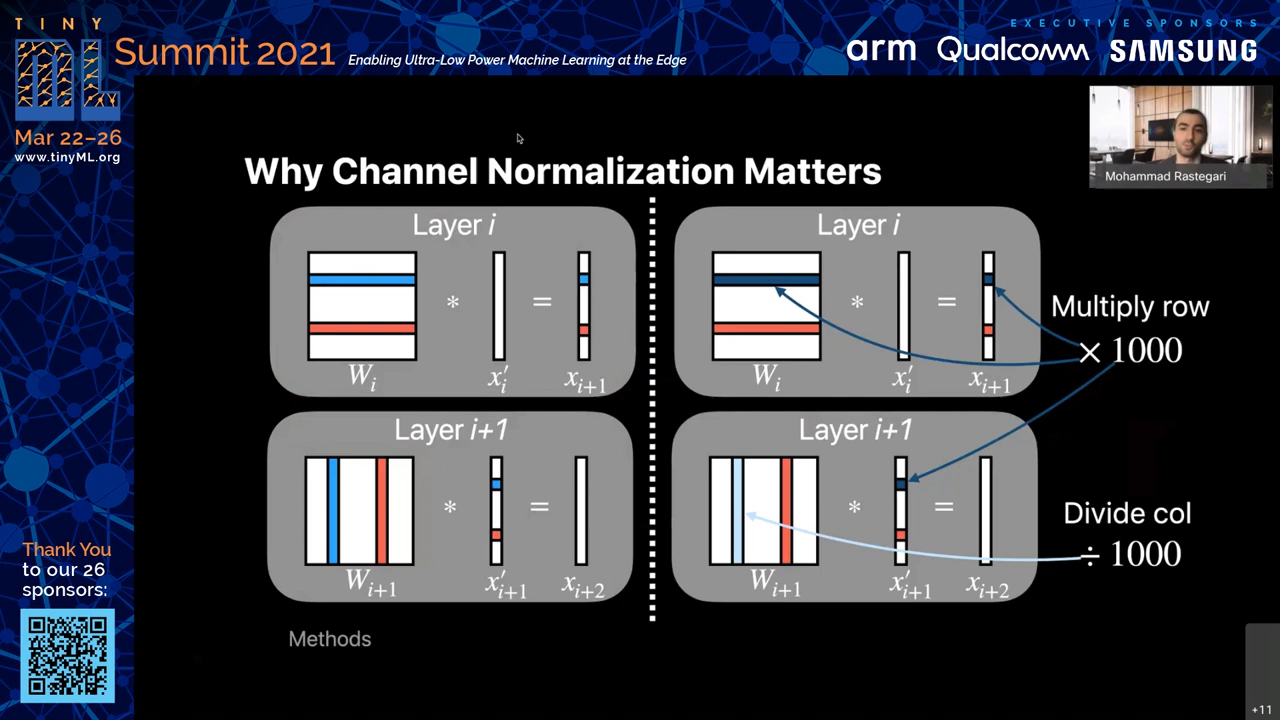 TINY
ML
Summit 2021
Enabling Ultra-Low Power Machine Learning at the Edge
EXECUTIVE SPONSORS
arm Qualcomm SAMSUNG
Mar 22–26
www.tinyML.org
Mohammad Rastegari
Why Channel Normalization Matters
Layer i
Layer i
* =
* =
W_i x'_i x_{i+1}
W_i x'_i x_{i+1}
Multiply row
× 1000
Layer i+1
Layer i+1
* =
* =
W_{i+1} x'_{i+1} x_{i+2}
W_{i+1} x'_{i+1} x_{i+2}
Divide col
÷ 1000
Thank You
to our 26
sponsors:
Methods
+11